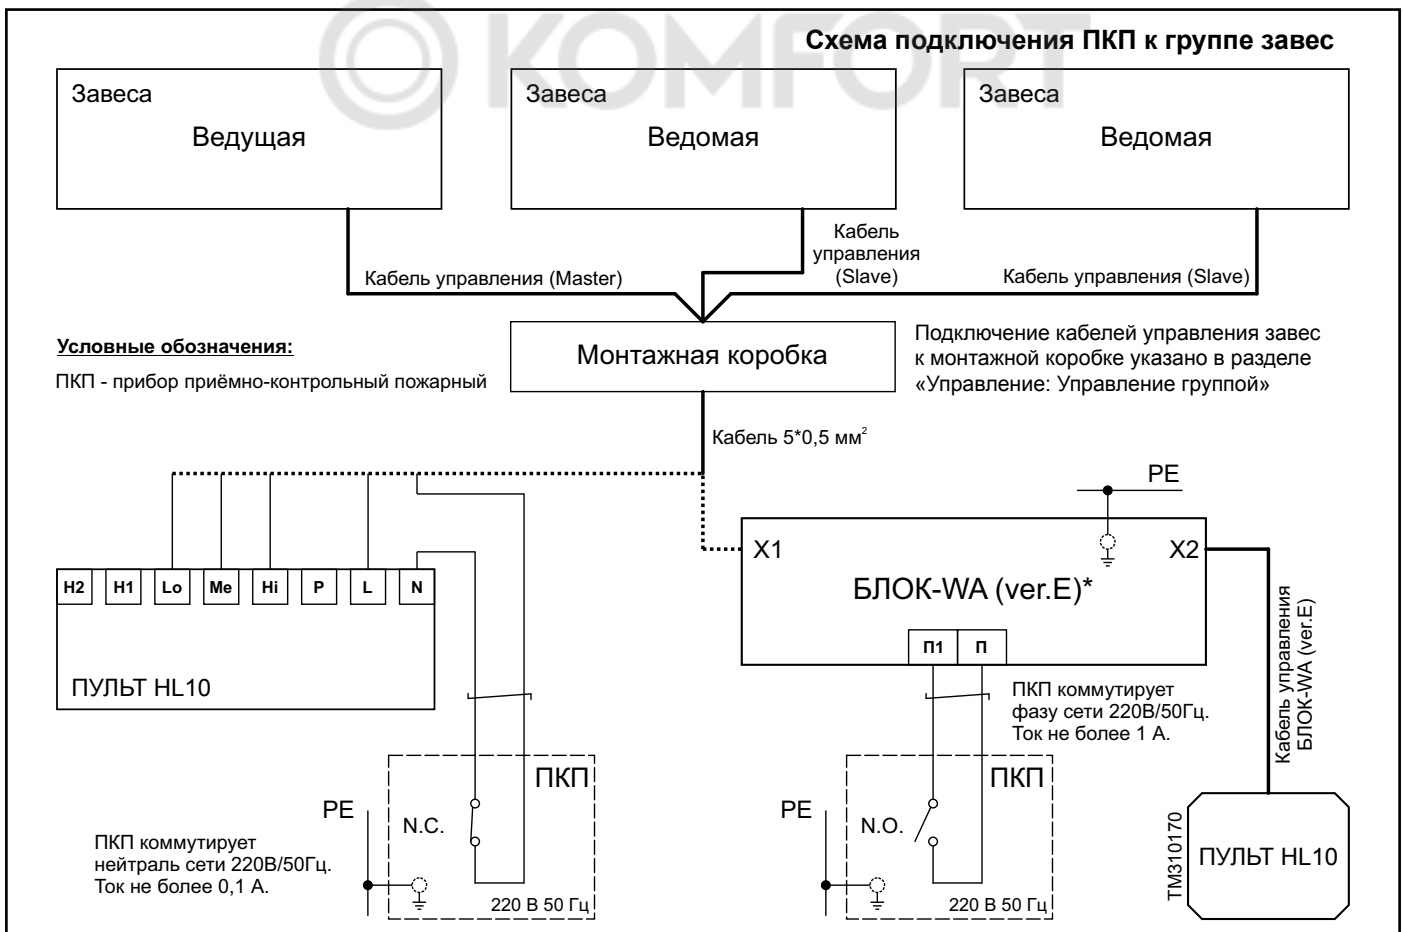 KOMFORT
Схема подключения ПКП к группе завес
Завеса
Ведущая
Завеса
Ведомая
Завеса
Ведомая
Кабель управления (Master)
Кабель
управления
(Slave)
Кабель управления (Slave)
Условные обозначения:
ПКП - прибор приёмно-контрольный пожарный
Монтажная коробка
Подключение кабелей управления завес
к монтажной коробке указано в разделе
«Управление: Управление группой»
Кабель 5*0,5 мм²
H2 H1 Lo Me Hi P L N
ПУЛЬТ HL10
PE
X1
X2
БЛОК-WA (ver.E)*
П1 П
ПКП коммутирует
фазу сети 220В/50Гц.
Ток не более 1 А.
Кабель управления
БЛОК-WA (ver.E)
ПКП
PE
N.C.
220 В 50 Гц
ПКП коммутирует
нейтраль сети 220В/50Гц.
Ток не более 0,1 А.
ПКП
PE
N.O.
220 В 50 Гц
TM310170
ПУЛЬТ HL10